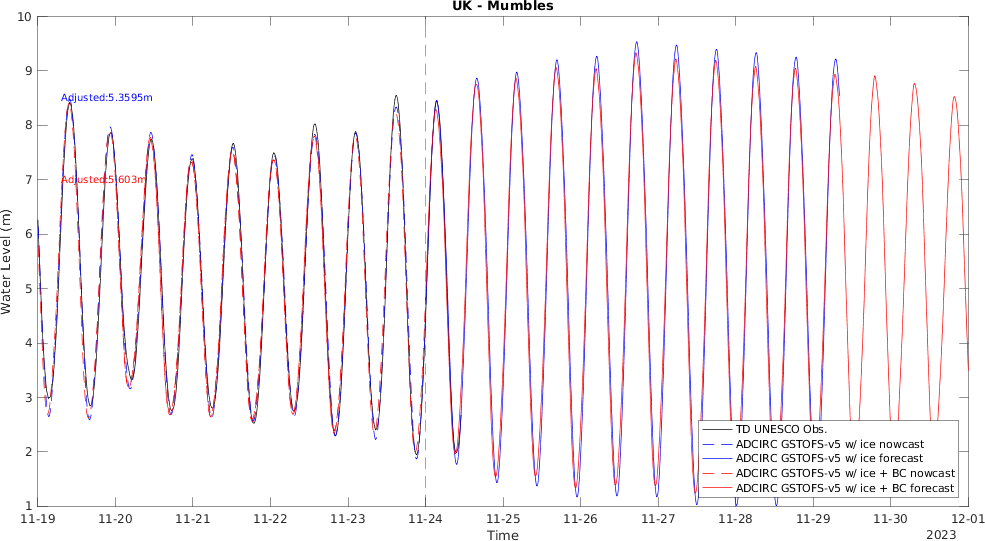 UK - Mumbles
10
9
8
7
6
5
4
3
2
1
Water Level (m)
Adjusted:5.3595m
Adjusted:5.603m
TD UNESCO Obs.
ADCIRC GSTOFS-v5 w/ ice nowcast
ADCIRC GSTOFS-v5 w/ ice forecast
ADCIRC GSTOFS-v5 w/ ice + BC nowcast
ADCIRC GSTOFS-v5 w/ ice + BC forecast
11-19 11-20 11-21 11-22 11-23 11-24 11-25 11-26 11-27 11-28 11-29 11-30 12-01
Time
2023